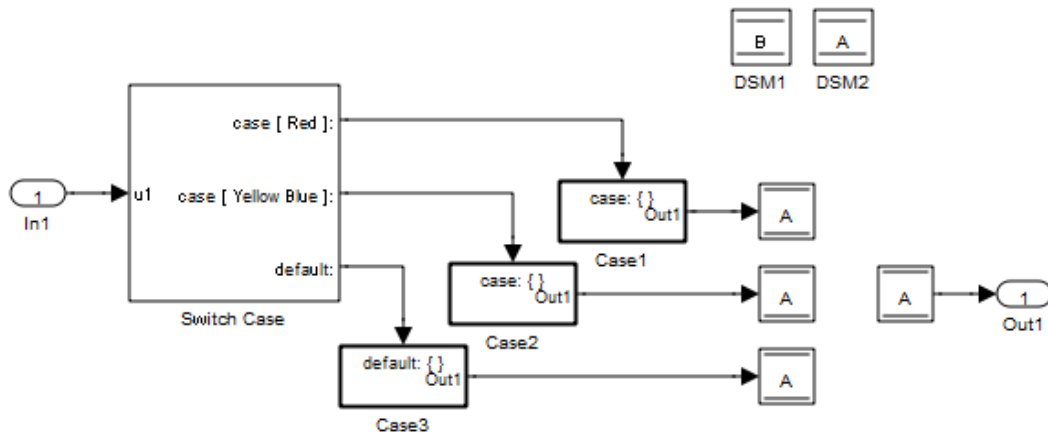 B
A
DSM1
DSM2
case [ Red ]:
1
In1
u1
case [ Yellow Blue ]:
default:
Switch Case
case: { }
Out1
Case1
A
case: { }
Out1
Case2
A
A
1
Out1
default: { }
Out1
Case3
A